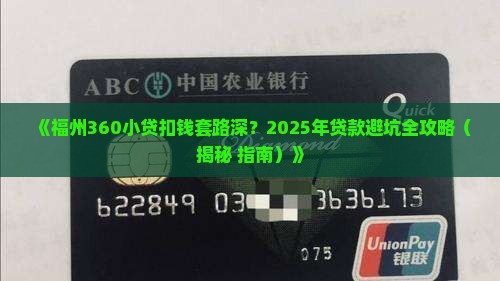 ABC 中国农业银行
Quick
《福州360小贷扣钱套路深？2025年贷款避坑全攻略（
揭秘 指南）》
622849 03 3636173
075
UnionPay
银联